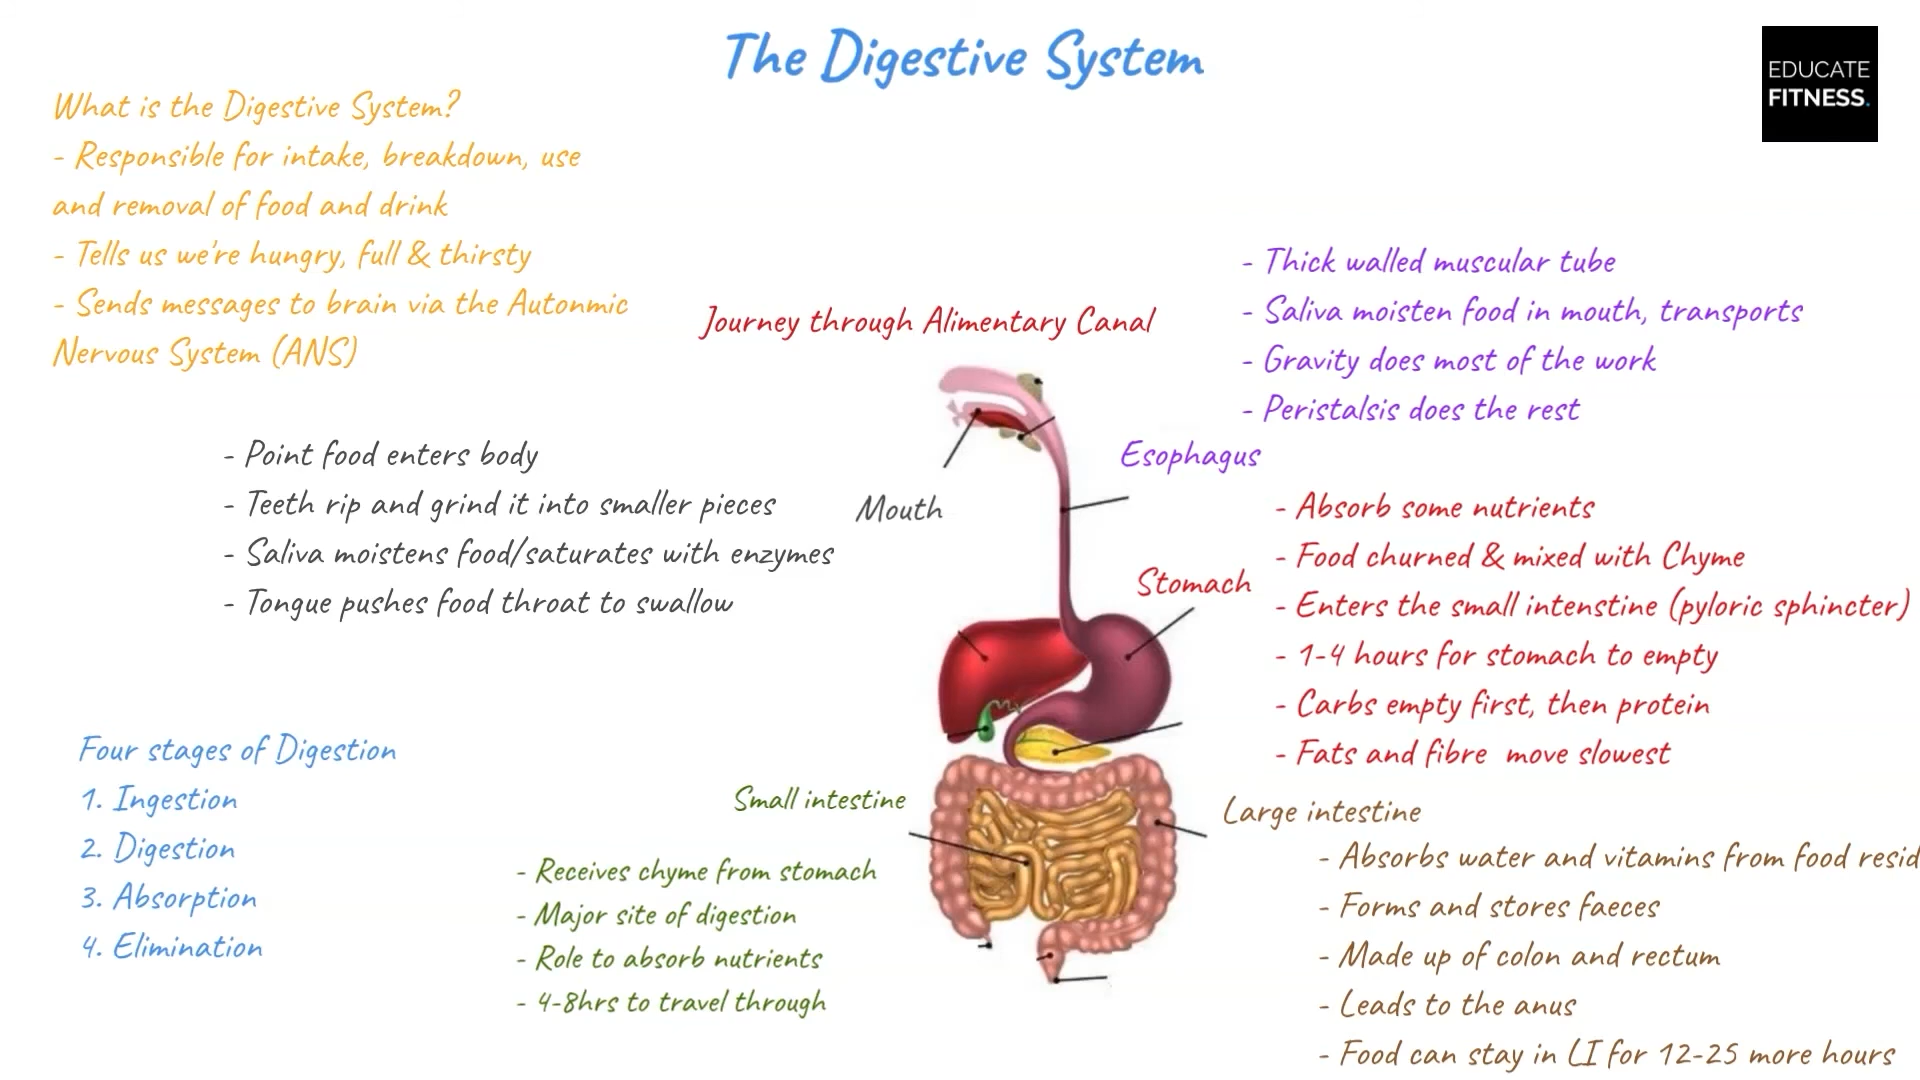 The Digestive System
EDUCATE
FITNESS.
What is the Digestive System?
- Responsible for intake, breakdown, use
and removal of food and drink
- Tells us we're hungry, full & thirsty
- Sends messages to brain via the Autonmic
Nervous System (ANS)
Journey through Alimentary Canal
- Thick walled muscular tube
- Saliva moisten food in mouth, transports
- Gravity does most of the work
- Peristalsis does the rest
Esophagus
Mouth
- Point food enters body
- Teeth rip and grind it into smaller pieces
- Saliva moistens food/saturates with enzymes
- Tongue pushes food throat to swallow
Stomach
- Absorb some nutrients
- Food churned & mixed with Chyme
- Enters the small intenstine (pyloric sphincter)
- 1-4 hours for stomach to empty
- Carbs empty first, then protein
- Fats and fibre move slowest
Four stages of Digestion
1. Ingestion
2. Digestion
3. Absorption
4. Elimination
Small intestine
- Receives chyme from stomach
- Major site of digestion
- Role to absorb nutrients
- 4-8hrs to travel through
Large intestine
- Absorbs water and vitamins from food resid
- Forms and stores faeces
- Made up of colon and rectum
- Leads to the anus
- Food can stay in LI for 12-25 more hours